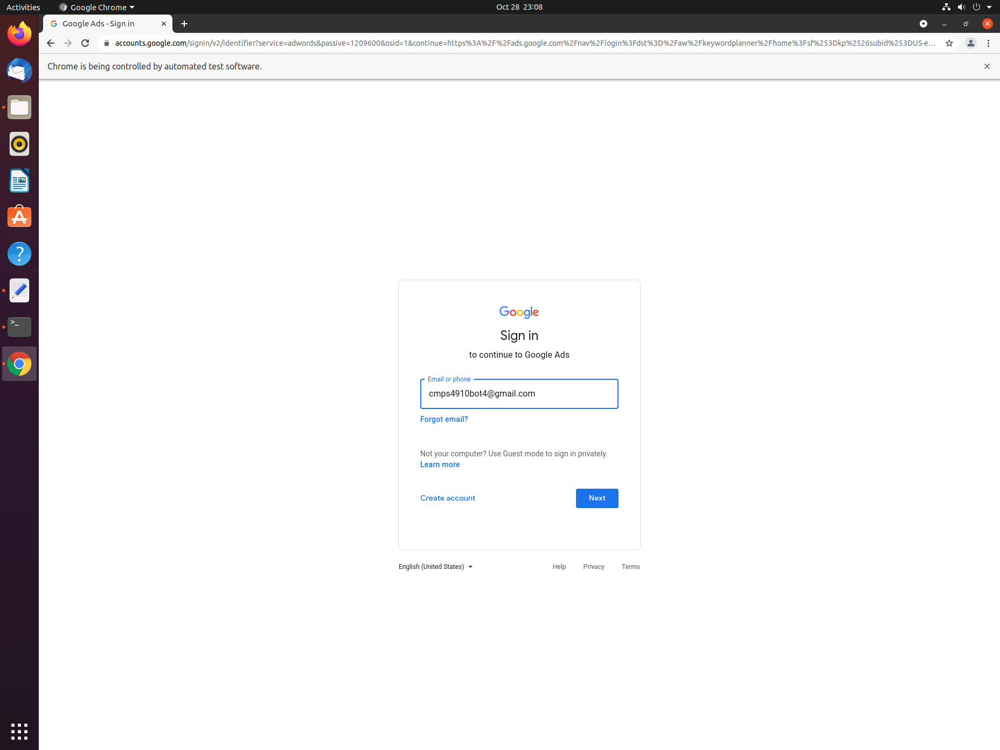 Activities
Google Chrome
Oct 28 23:08
Google Ads - Sign in
accounts.google.com/signin/v2/identifier?service=adwords&passive=1209600&osid=1&continue=https%3A%2F%2Fads.google.com%2Fnav%2Flogin%3Fdst%3D%2Faw%2Fkeywordplanner%2Fhome%3Fsf%253Dkp%2526subid%253DUS-e...
Chrome is being controlled by automated test software.
Google
Sign in
to continue to Google Ads
Email or phone
cmps4910bot4@gmail.com
Forgot email?
Not your computer? Use Guest mode to sign in privately.
Learn more
Create account
Next
English (United States)
Help
Privacy
Terms